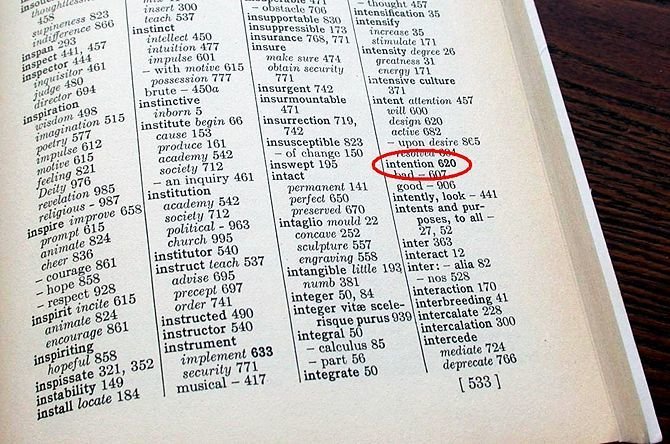 thoughtlessness
458
supineness 823
indifference 866
inspan 293
inspect 441, 457
inspector 444
inquisitor 461
judge 480
director 694
inspiration
wisdom 498
imagination 515
poetry 577
impulse 612
motive 615
feeling 821
Deity 976
revelation 985
religious - 987
inspire improve 658
prompt 615
animate 824
cheer 836
– courage 861
– hope 858
– respect 928
inspirit incite 615
animate 824
encourage 861
inspiriting
hopeful 858
inspissate 321, 352
instability 149
install locate 184
insert 300
teach 537
instinct
intellect 450
intuition 477
impulse 601
– with motive 615
possession 777
brute – 450a
instinctive
inborn 5
institute begin 66
cause 153
produce 161
academy 542
society 712
– an inquiry 461
institution
academy 542
society 712
political - 963
church 995
institutor 540
instruct teach 537
advise 695
precept 697
order 741
instructed 490
instructor 540
instrument
implement 633
security 771
musical – 417
– obstacle 706
insupportable 830
insuppressible 173
insurance 768, 771
insure
make sure 474
obtain security
771
insurgent 742
insurmountable
471
insurrection 719,
742
insusceptible 823
– of change 150
inswept 195
intact
permanent 141
perfect 650
preserved 670
intaglio mould 22
concave 252
sculpture 557
engraving 558
intangible little 193
numb 381
integer 50, 84
integer vitæ scele-
risque purus 939
integral 50
– calculus 85
– part 56
integrate 50
– thought 457
intensification 35
intensify
increase 35
stimulate 171
intensity degree 26
greatness 31
energy 171
intensive culture
371
intent attention 457
will 600
design 620
active 682
– upon desire 865
resolved 604
intention 620
bad – 607
good – 906
intently, look – 441
intents and pur-
poses, to all –
27, 52
inter 363
interact 12
inter: – alia 82
– nos 528
interaction 170
interbreeding 41
intercalate 228
intercalation 300
intercede
mediate 724
deprecate 766
[ 533 ]